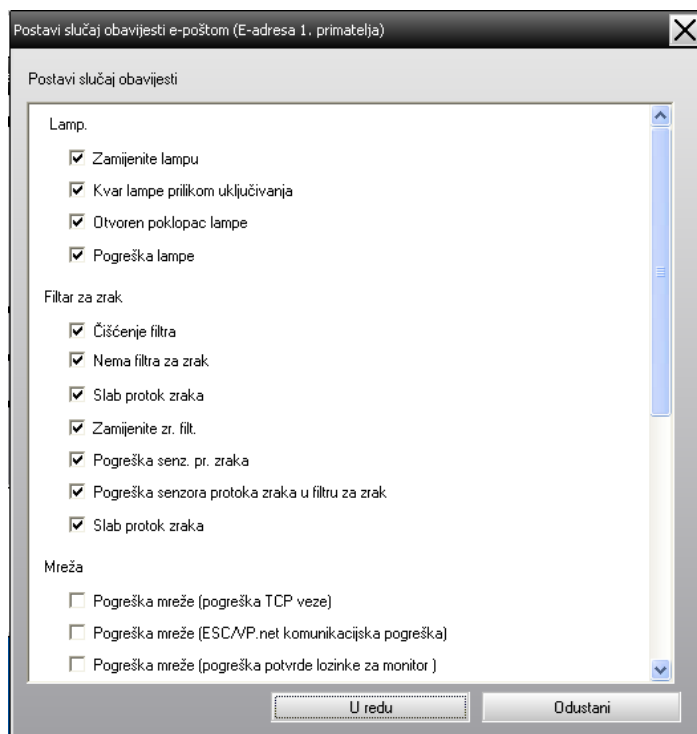 Postavi slučaj obavijesti e-poštom (E-adresa 1. primatelja)
Postavi slučaj obavijesti
Lamp.
Zamijenite lampu
Kvar lampe prilikom uključivanja
Otvoren poklopac lampe
Pogreška lampe
Filtar za zrak
Čišćenje filtra
Nema filtra za zrak
Slab protok zraka
Zamijenite zr. filt.
Pogreška senz. pr. zraka
Pogreška senzora protoka zraka u filtru za zrak
Slab protok zraka
Mreža
Pogreška mreže (pogreška TCP veze)
Pogreška mreže (ESC/VP.net komunikacijska pogreška)
Pogreška mreže (pogreška potvrde lozinke za monitor )
U redu
Odustani